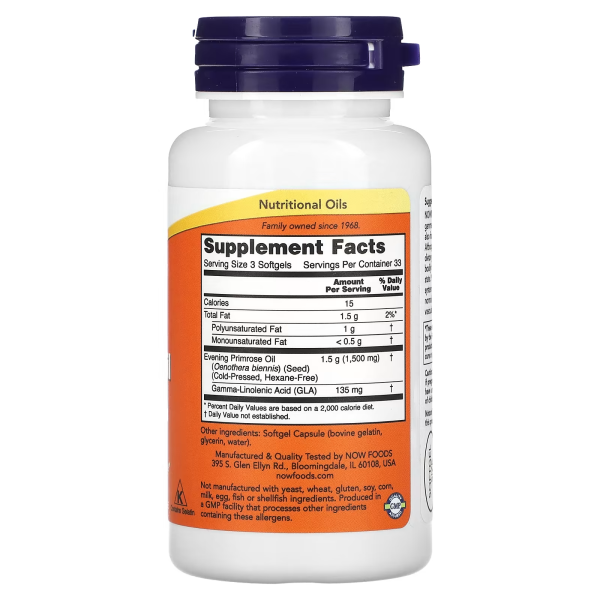 Nutritional Oils
Family owned since 1968.
Supplement Facts
Serving Size 3 Softgels Servings Per Container 33
Amount Per Serving % Daily Value
Calories 15
Total Fat 1.5 g 2%*
Polyunsaturated Fat 1 g †
Monounsaturated Fat < 0.5 g †
Evening Primrose Oil 1.5 g (1,500 mg) †
(Oenothera biennis) (Seed)
(Cold-Pressed, Hexane-Free)
Gamma-Linolenic Acid (GLA) 135 mg †
* Percent Daily Values are based on a 2,000 calorie diet.
† Daily Value not established.
Other ingredients: Softgel Capsule (bovine gelatin,
glycerin, water).
Manufactured & Quality Tested by NOW FOODS
395 S. Glen Ellyn Rd., Bloomingdale, IL 60108, USA
nowfoods.com
Not manufactured with yeast, wheat, gluten, soy, corn,
milk, egg, fish or shellfish ingredients. Produced in
a GMP facility that processes other ingredients
containing these allergens.
K
GMP